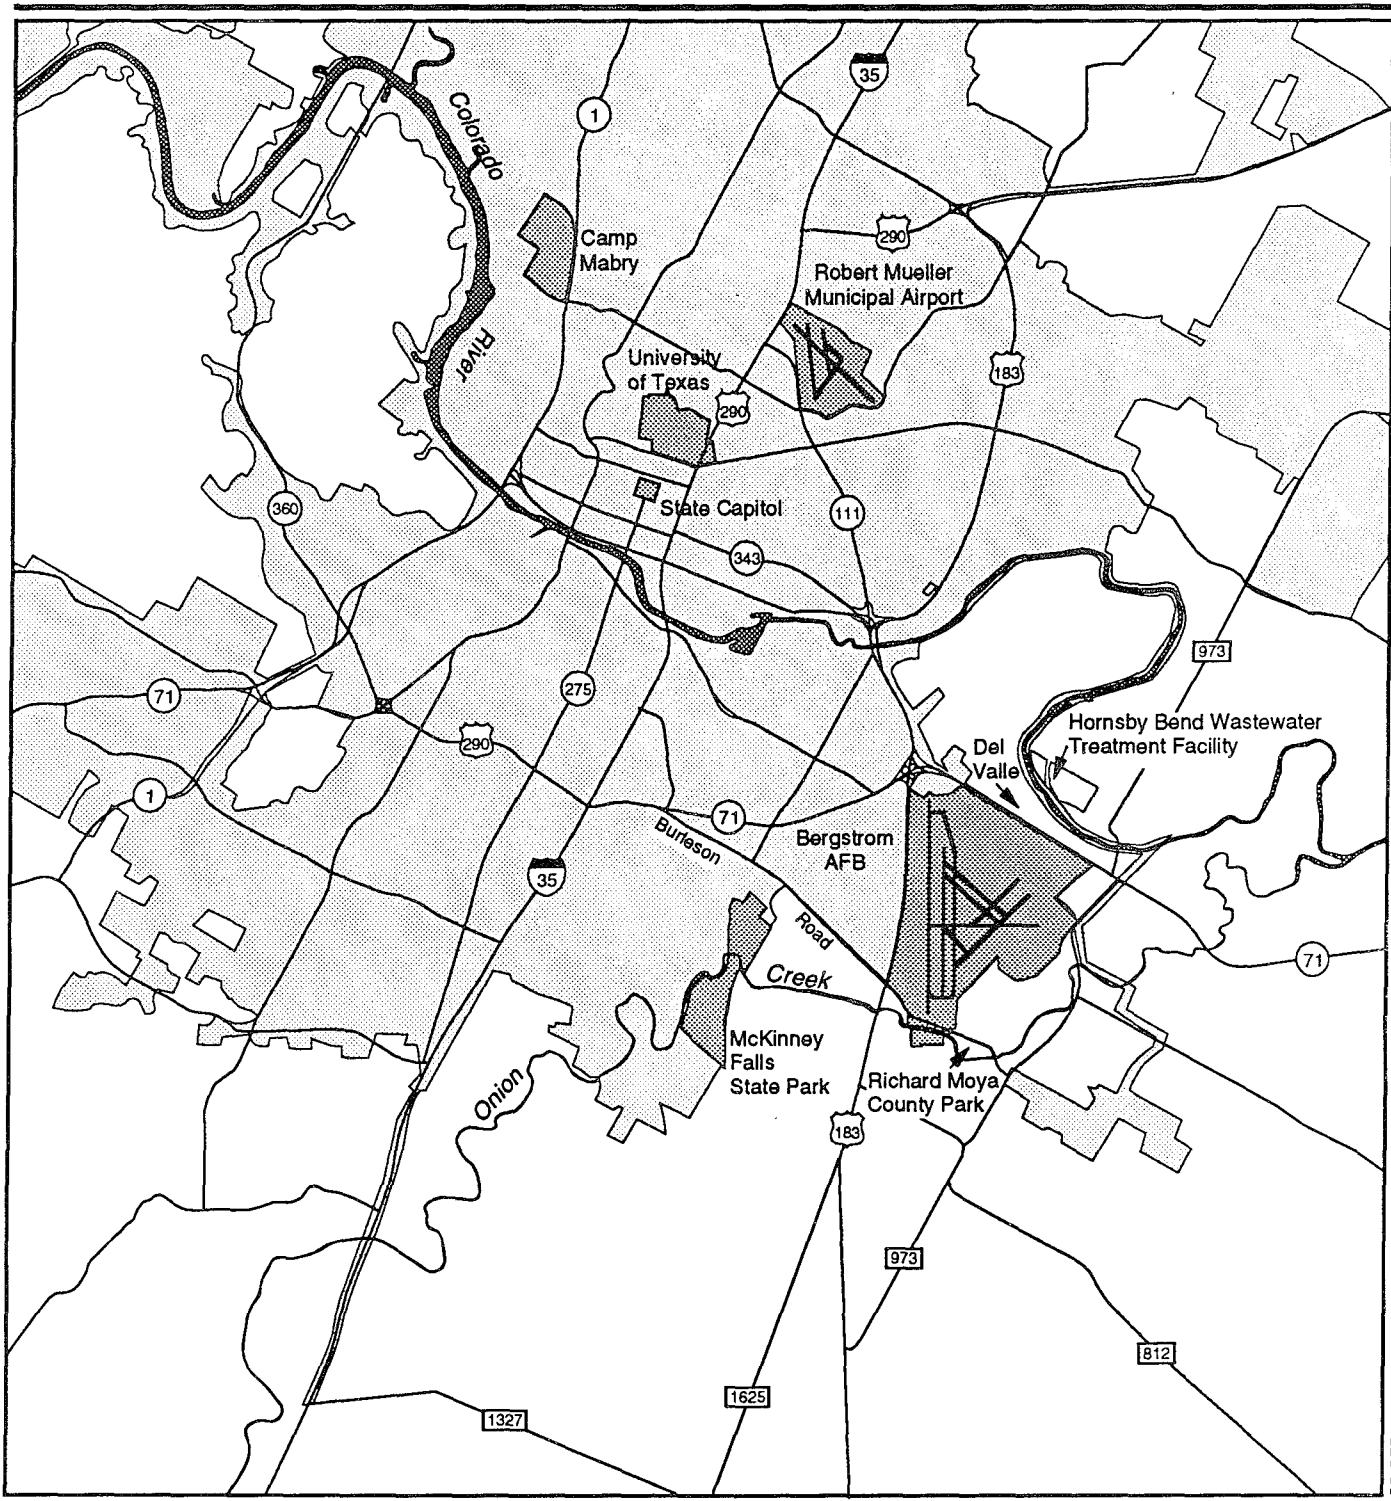 35
Colorado
1
Camp
Mabry
290
Robert Mueller
Municipal Airport
River
University
of Texas
183
290
360
State Capitol
111
343
973
71
275
290
Hornsby Bend Wastewater
Treatment Facility
Del
Valle
1
71
Burleson
Bergstrom
AFB
35
Road
Creek
71
McKinney
Falls
State Park
Onion
Richard Moya
County Park
183
973
812
1625
1327